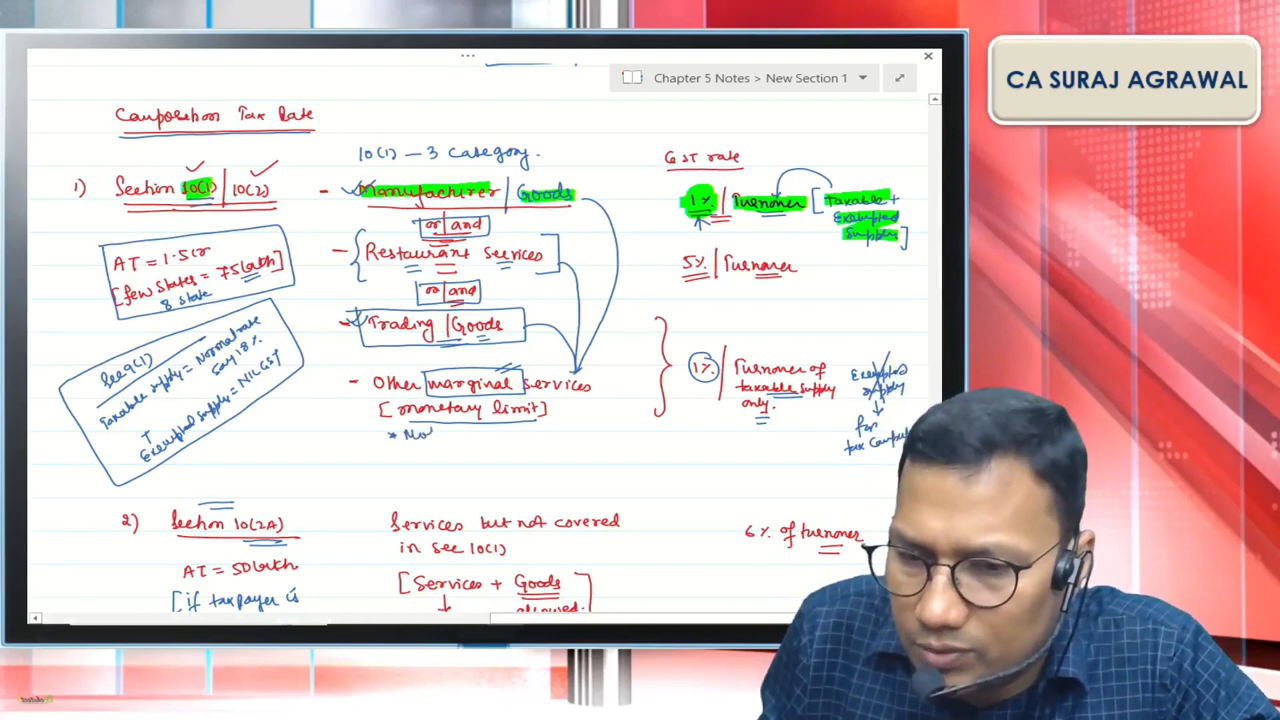 CA SURAJ AGRAWAL
Chapter 5 Notes > New Section 1
Composition Tax Rate
10(1) — 3 category.
GST rate
1) Section 10(1) | 10(2)
- Manufacturer | Goods
1% | Turnover [Taxable + Exempted Supply]
or | and
AT = 1.5 cr
[few states = 75 lakh]
8 state
- Restaurant Services
5% | Turnover
or | and
- Trading | Goods
Sec 9(1)
Taxable supply = Normal rate
say 18%
Exempted supply = NIL GST
- Other marginal services
[monetary limit]
* No
1% | Turnover of
taxable supply
only.
Exempted
supply
for
tax
2) Section 10(2A)
Services but not covered
in sec 10(1)
6% of turnover
AT = 50 lakh
[if taxpayer is
[Services + Goods]
allowed.